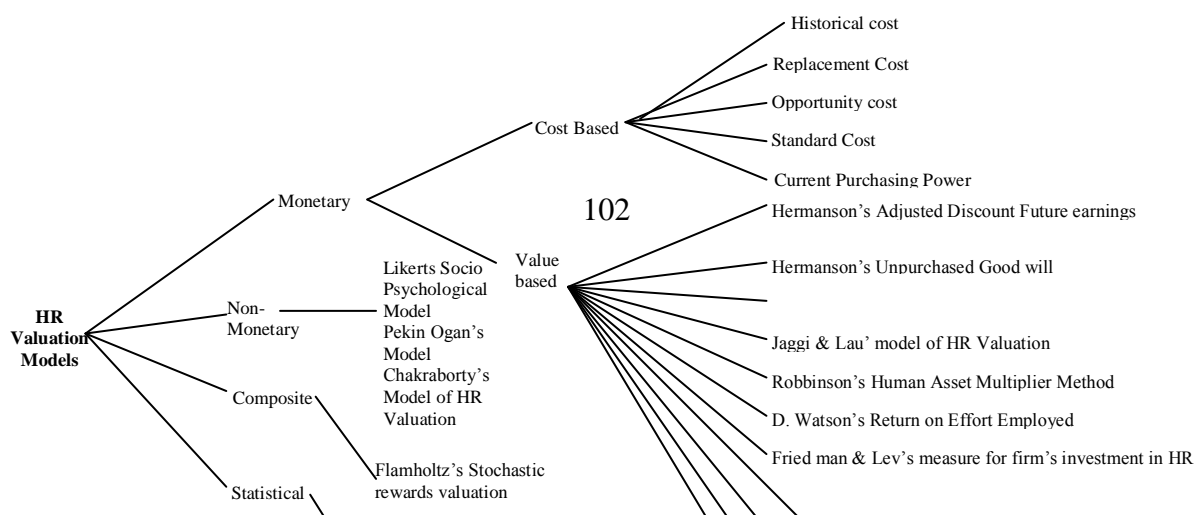 Historical cost
Replacement Cost
Opportunity cost
Cost Based
Standard Cost
Current Purchasing Power
Monetary
102
Hermanson's Adjusted Discount Future earnings
Value
based
Hermanson's Unpurchased Good will
Likerts Socio
Psychological
Model
Pekin Ogan's
Model
Chakraborty's
Model of HR
Valuation
HR
Valuation
Models
Non-
Monetary
Jaggi & Lau' model of HR Valuation
Robbinson's Human Asset Multiplier Method
Composite
D. Watson's Return on Effort Employed
Fried man & Lev's measure for firm's investment in HR
Flamholtz's Stochastic
rewards valuation
Statistical